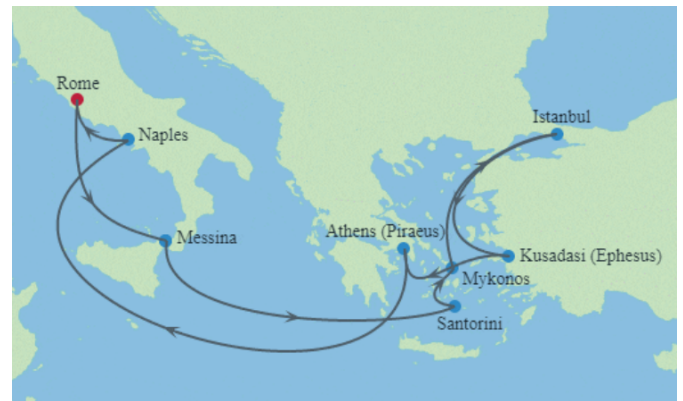 Rome
Naples
Istanbul
Messina
Athens (Piraeus)
Kusadasi (Ephesus)
Mykonos
Santorini